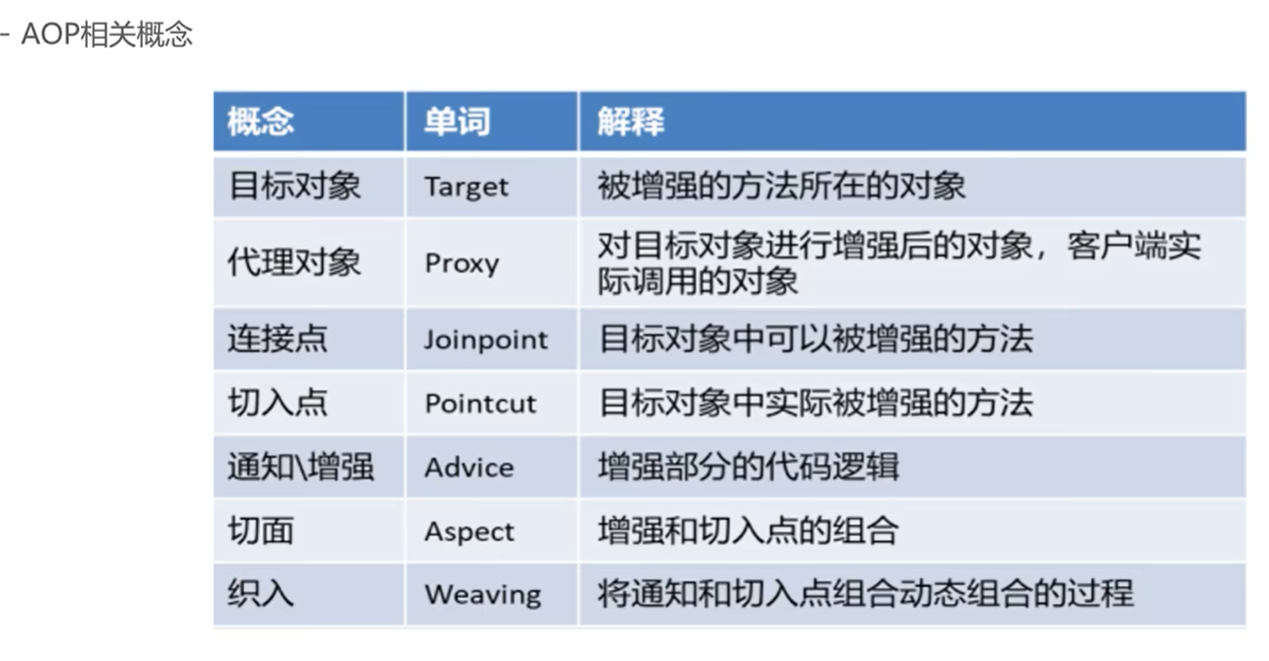 - AOP相关概念
概念 单词 解释
目标对象 Target 被增强的方法所在的对象
代理对象 Proxy 对目标对象进行增强后的对象，客户端实
际调用的对象
连接点 Joinpoint 目标对象中可以被增强的方法
切入点 Pointcut 目标对象中实际被增强的方法
通知\增强 Advice 增强部分的代码逻辑
切面 Aspect 增强和切入点的组合
织入 Weaving 将通知和切入点组合动态组合的过程